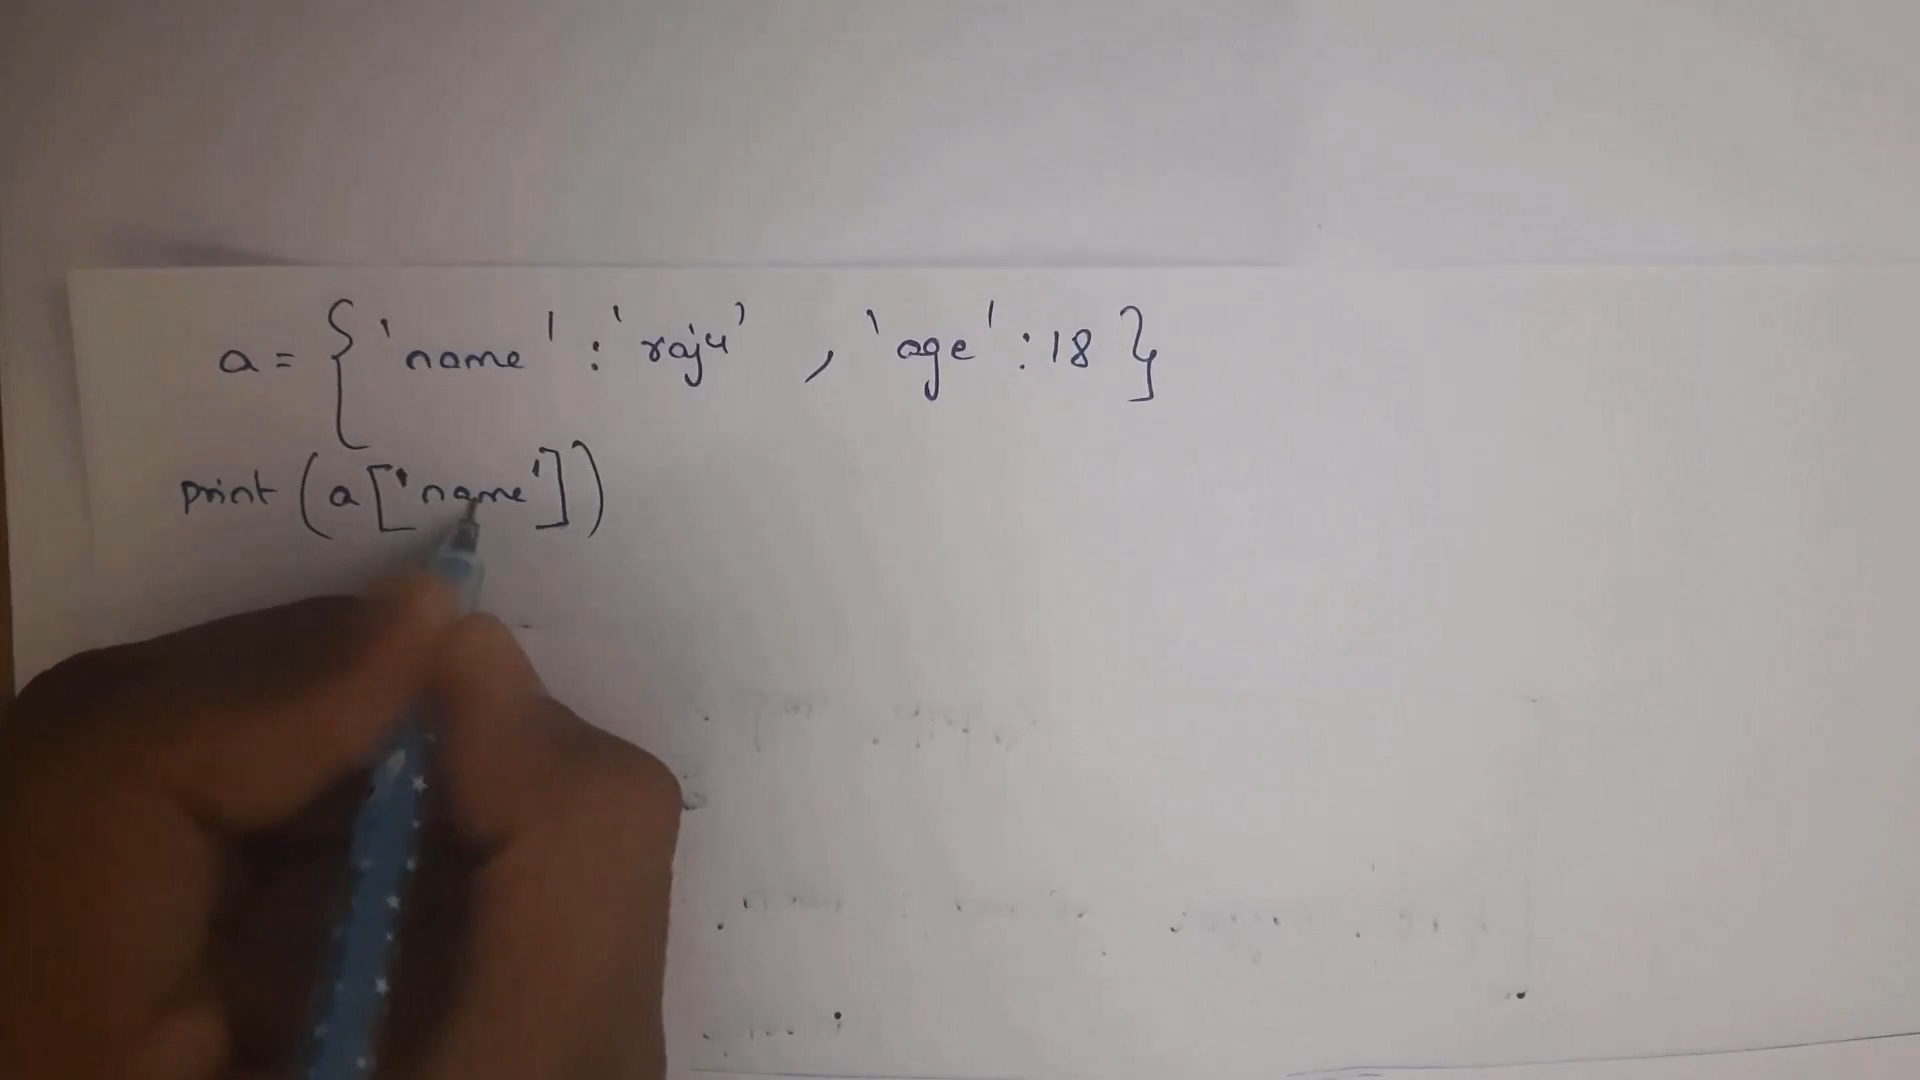 a = { 'name' : 'raju' , 'age' : 18 }
print (a['name'])